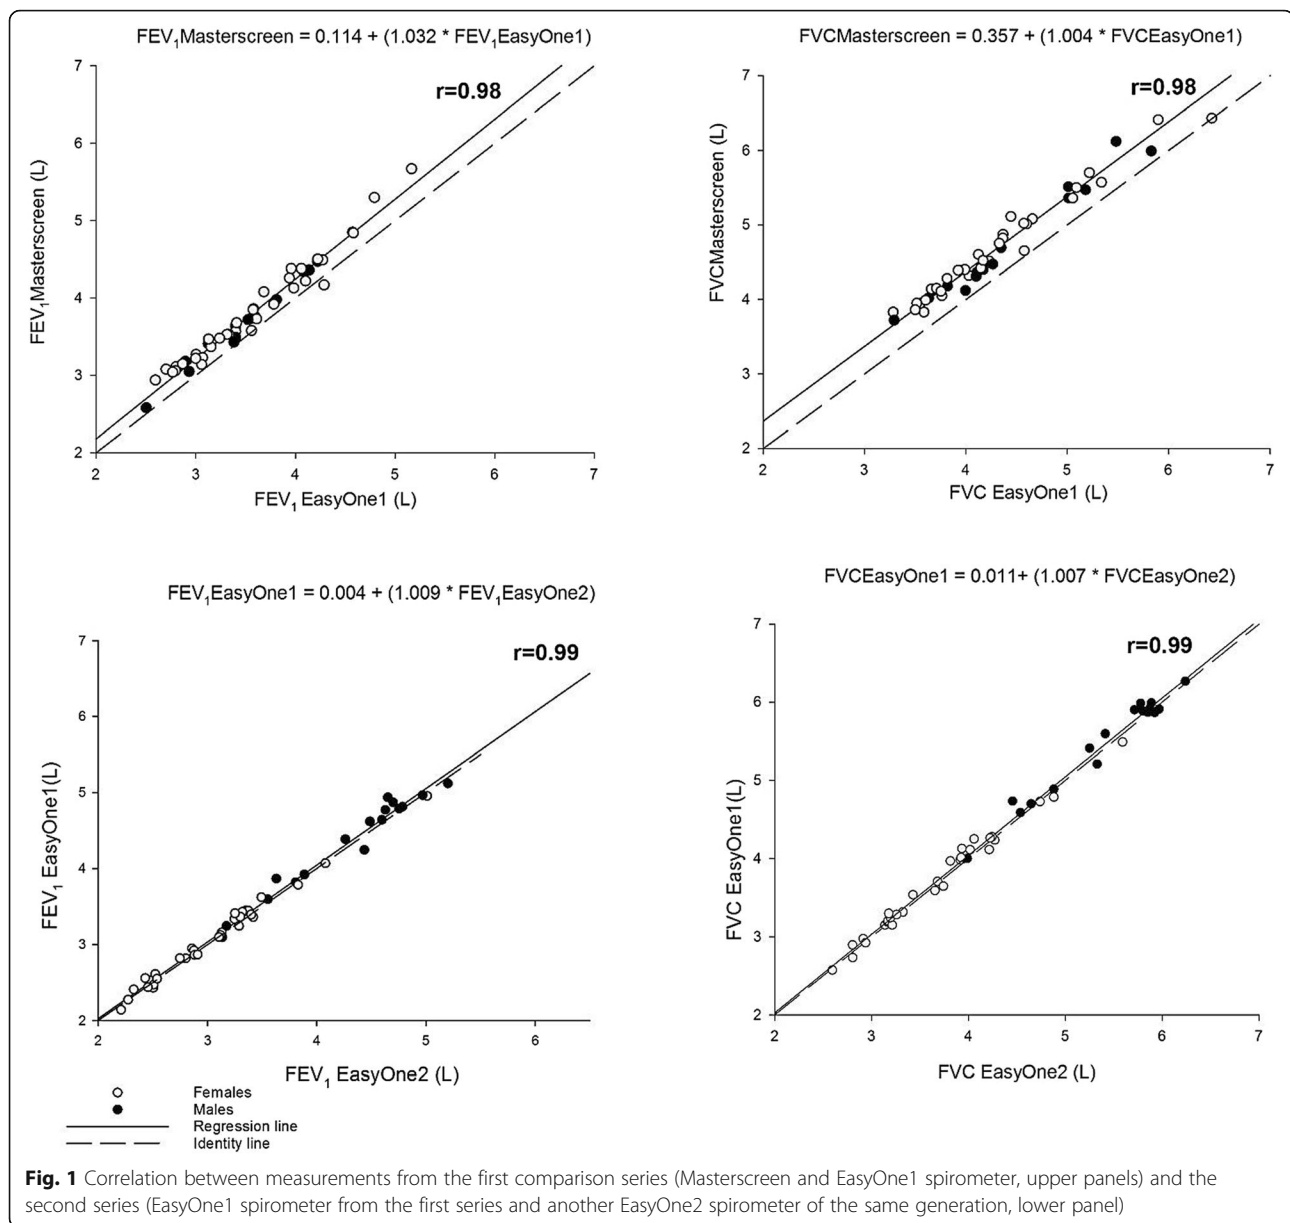 FEV₁Masterscreen = 0.114 + (1.032 * FEV₁EasyOne1)
r=0.98
7
6
5
4
3
2
FEV₁Masterscreen (L)
2 3 4 5 6 7
FEV₁ EasyOne1 (L)
FVCMasterscreen = 0.357 + (1.004 * FVCEasyOne1)
r=0.98
7
6
5
4
3
2
FVCMasterscreen (L)
2 3 4 5 6 7
FVC EasyOne1 (L)
FEV₁EasyOne1 = 0.004 + (1.009 * FEV₁EasyOne2)
r=0.99
7
6
5
4
3
2
FEV₁ EasyOne1(L)
2 3 4 5 6
FEV₁ EasyOne2 (L)
FVCEasyOne1 = 0.011+ (1.007 * FVCEasyOne2)
r=0.99
7
6
5
4
3
2
FVC EasyOne1(L)
2 3 4 5 6 7
FVC EasyOne2 (L)
Females
Males
Regression line
Identity line
Fig. 1 Correlation between measurements from the first comparison series (Masterscreen and EasyOne1 spirometer, upper panels) and the
second series (EasyOne1 spirometer from the first series and another EasyOne2 spirometer of the same generation, lower panel)